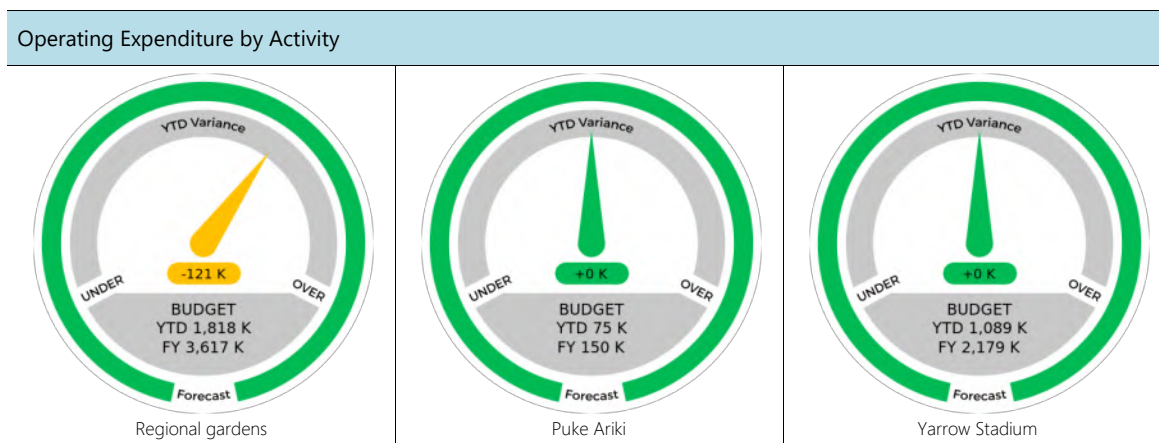 Operating Expenditure by Activity
YTD Variance
-121 K
UNDER
OVER
BUDGET
YTD 1,818 K
FY 3,617 K
Forecast
Regional gardens
YTD Variance
+0 K
UNDER
OVER
BUDGET
YTD 75 K
FY 150 K
Forecast
Puke Ariki
YTD Variance
+0 K
UNDER
OVER
BUDGET
YTD 1,089 K
FY 2,179 K
Forecast
Yarrow Stadium